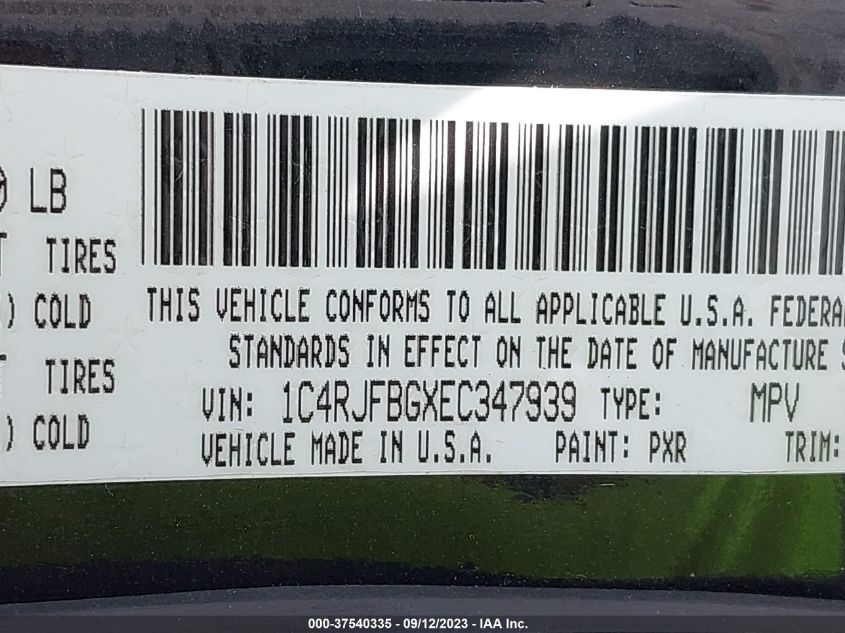 LB
TIRES
) COLD
TIRES
) COLD
THIS VEHICLE CONFORMS TO ALL APPLICABLE U.S.A.
STANDARDS IN EFFECT ON THE DATE OF MANUFACTURE
VIN: 1C4RJFBGXEC347939 TYPE: MPV
VEHICLE MADE IN U.S.A. PAINT: PXR TRIM:
000-37540335 - 09/12/2023 - IAA Inc.